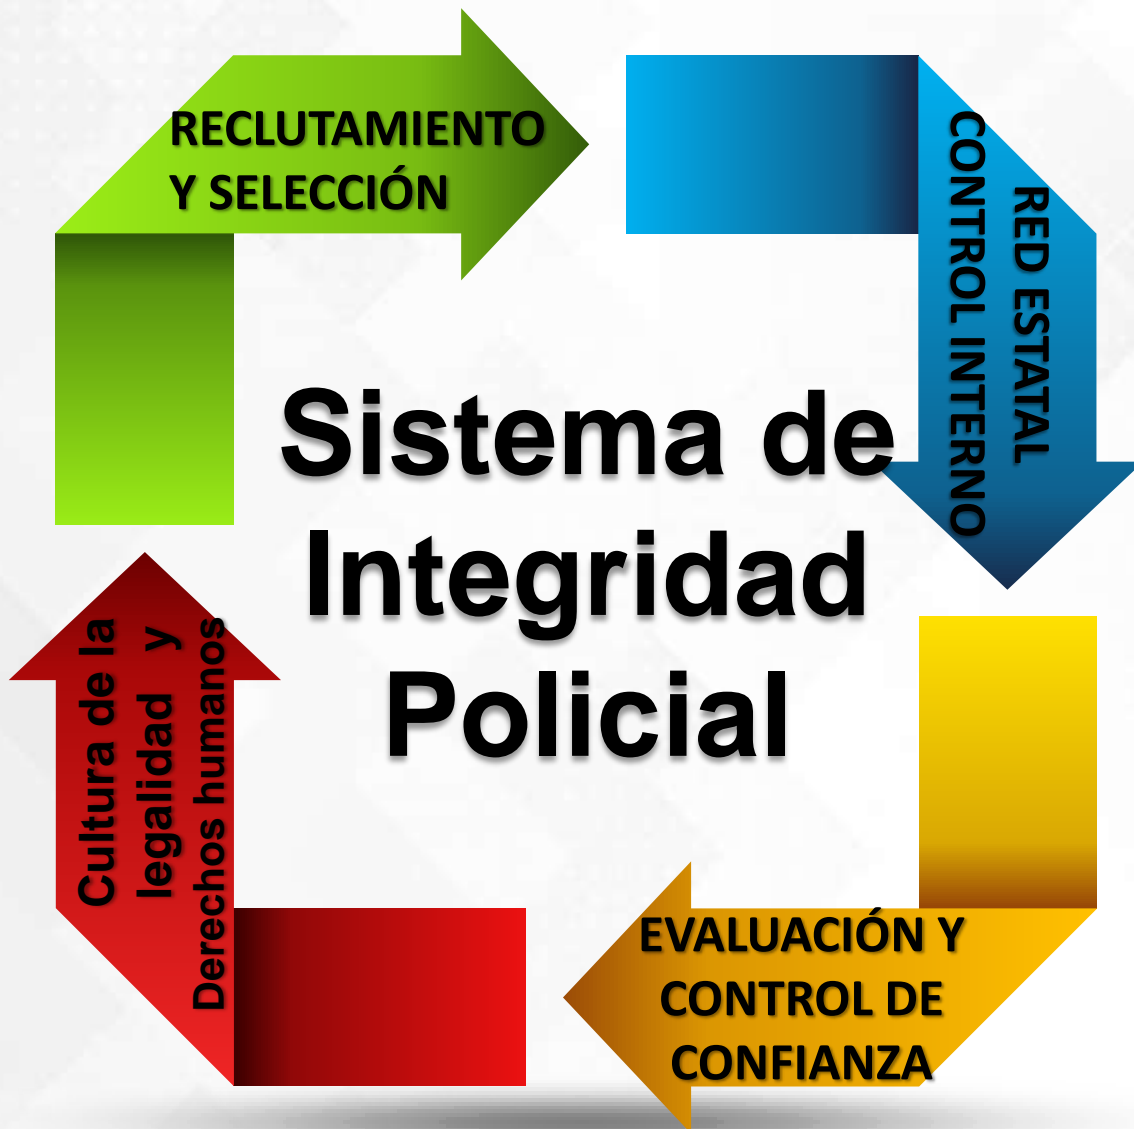 RECLUTAMIENTO
Y SELECCIÓN
RED ESTATAL
CONTROL INTERNO
Sistema de
Integridad
Policial
EVALUACIÓN Y
CONTROL DE
CONFIANZA
Cultura de la
legalidad y
Derechos humanos